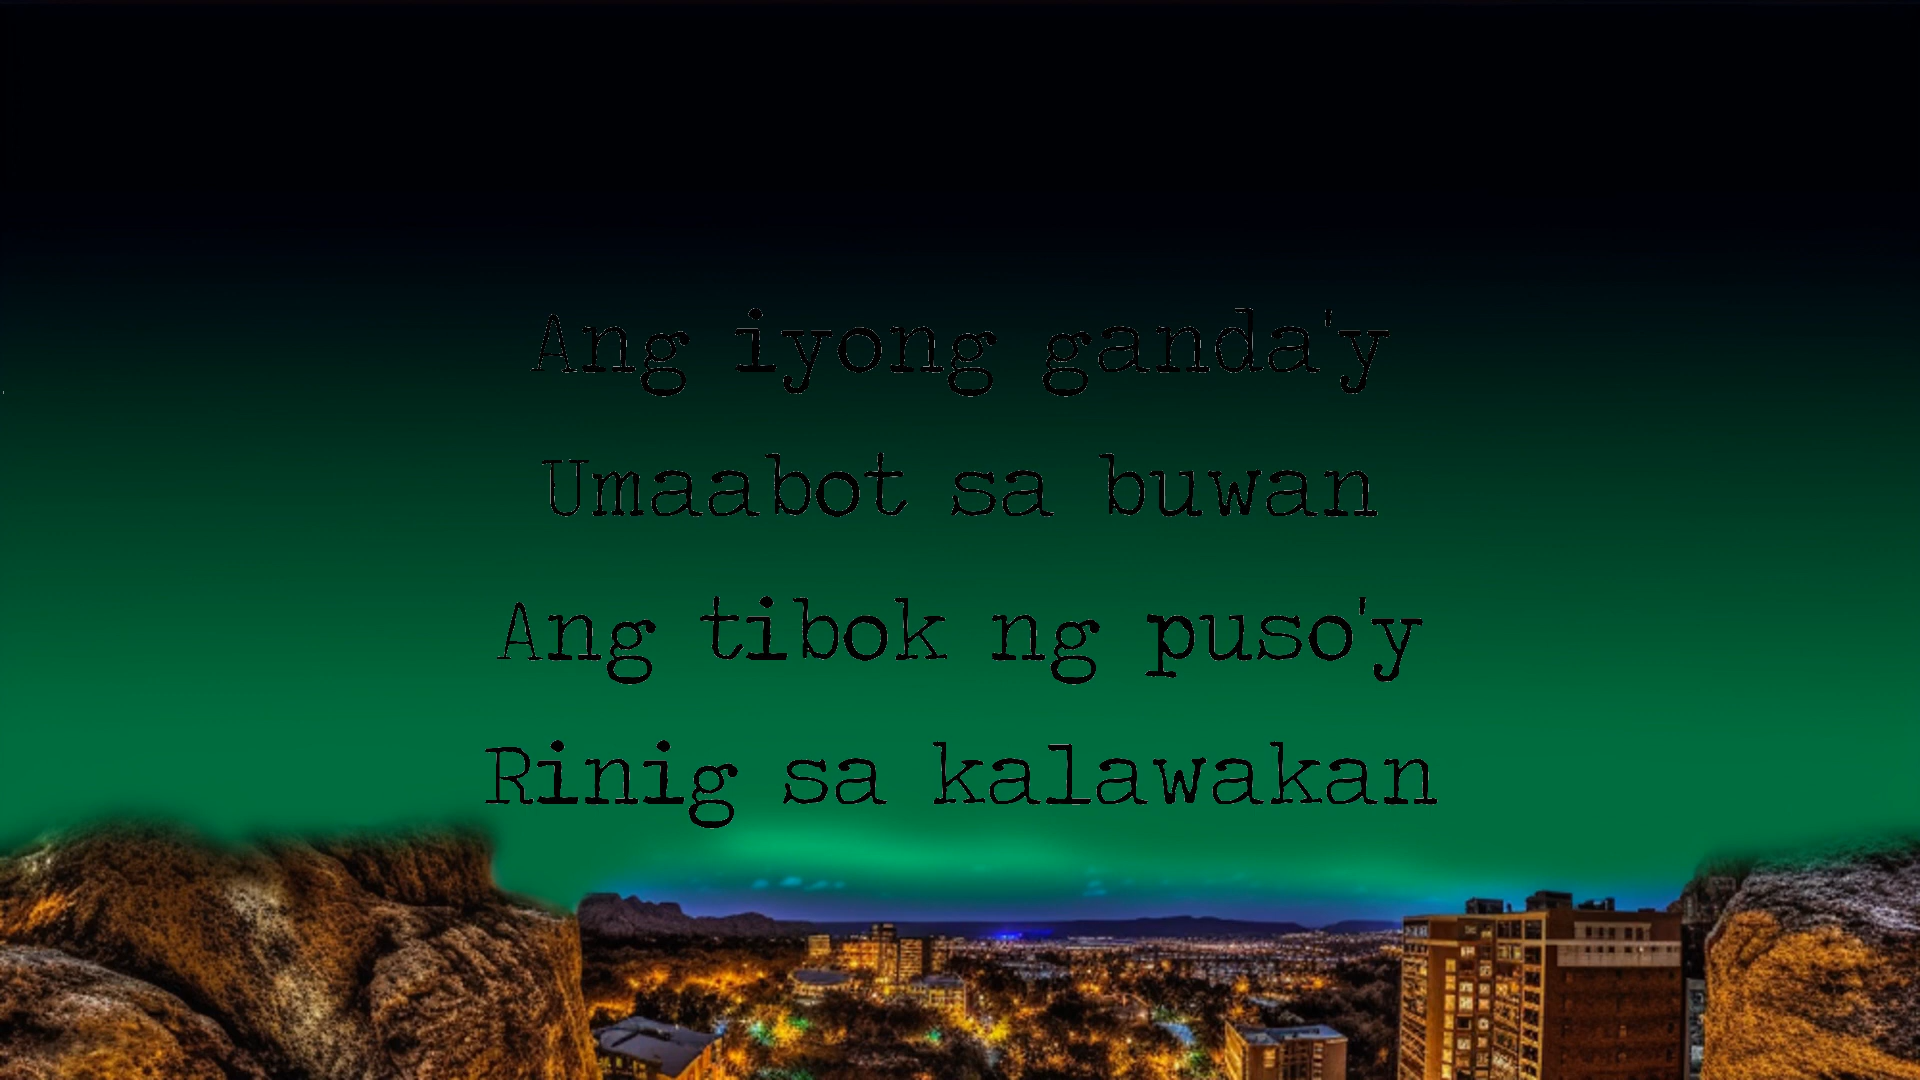 Ang iyong ganda'y
Umaabot sa buwan
Ang tibok ng puso'y
Rinig sa kalawakan